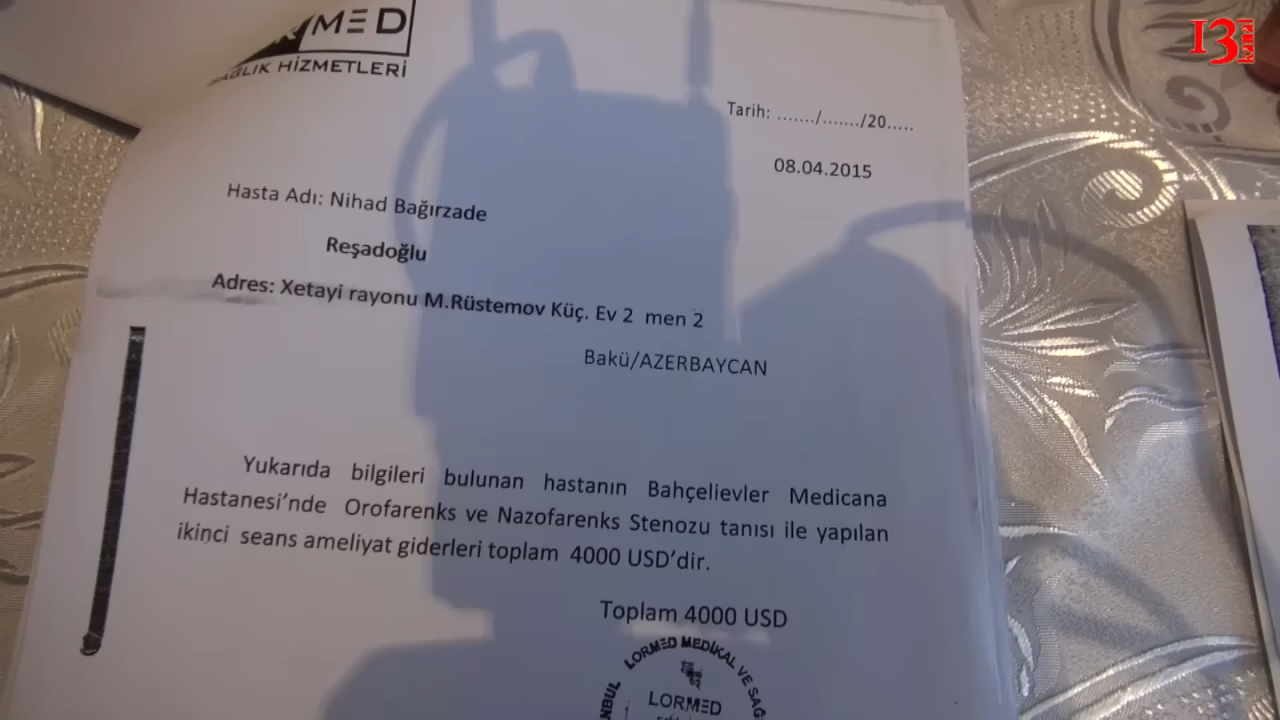 MED
SAĞLIK HİZMETLERİ
13
Tarih: ......./......./20.....
08.04.2015
Hasta Adı: Nihad Bağırzade
Reşadoğlu
Adres: Xetayi rayonu M.Rüstemov Küç. Ev 2 men 2
Bakü/AZERBAYCAN
Yukarıda bilgileri bulunan hastanın Bahçelievler Medicana
Hastanesi’nde Orofarenks ve Nazofarenks Stenozu tanısı ile yapılan
ikinci seans ameliyat giderleri toplam 4000 USD’dir.
Toplam 4000 USD
LORMED MEDİKAL VE SAĞ
LORMED